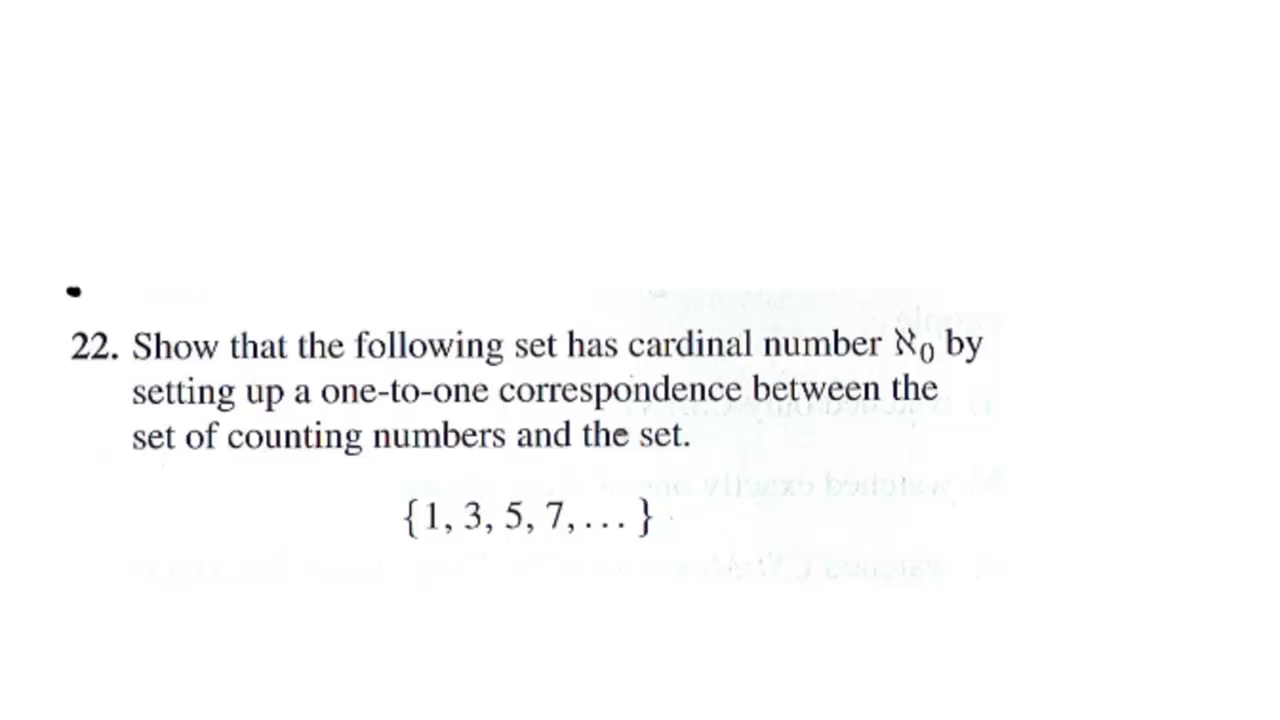 22. Show that the following set has cardinal number ℵ₀ by
setting up a one-to-one correspondence between the
set of counting numbers and the set.
{1, 3, 5, 7, ... }